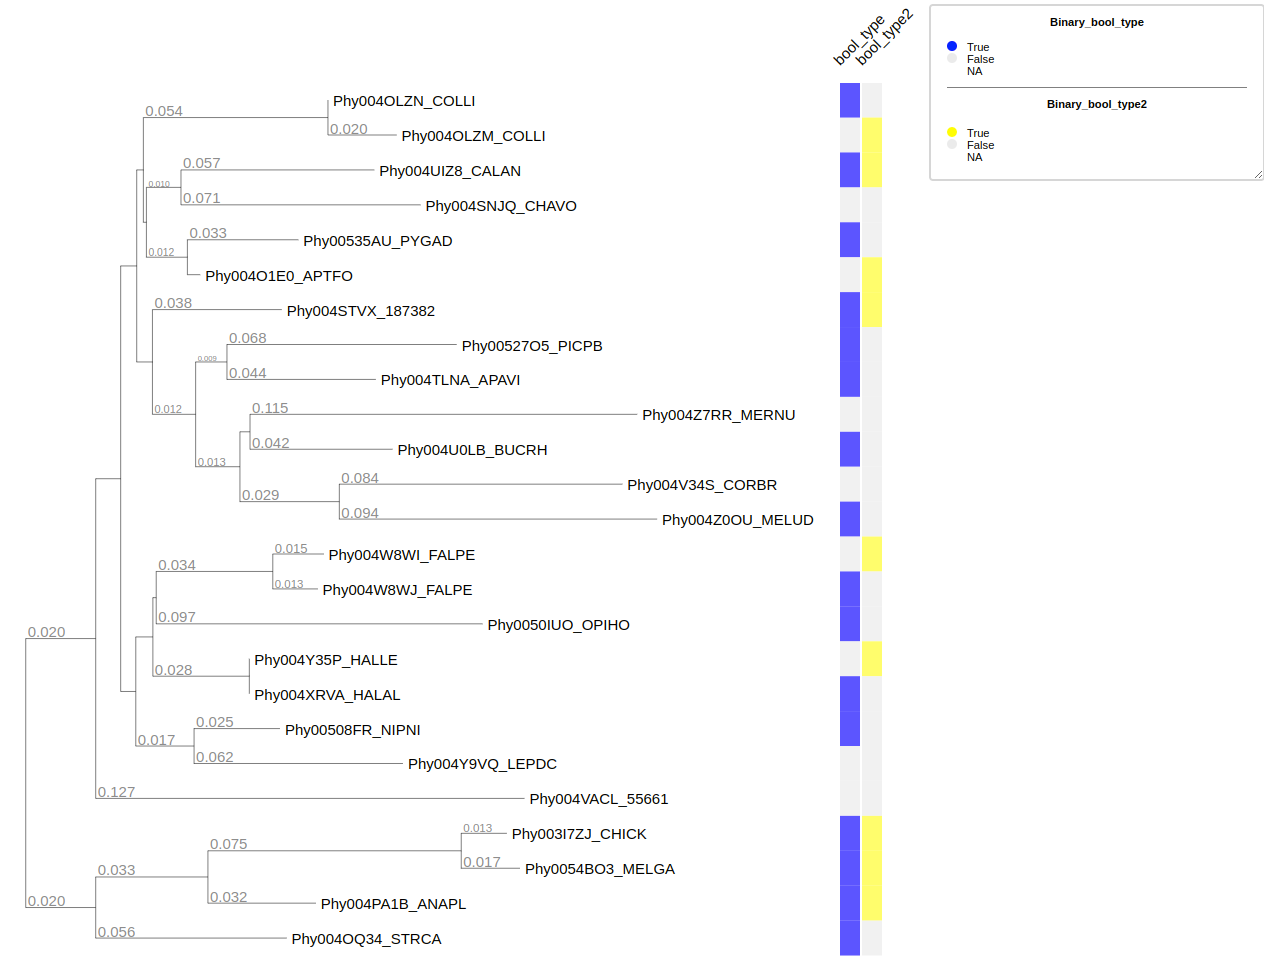 bool_type
bool_type2
Binary_bool_type
True
False
NA
Binary_bool_type2
True
False
NA
Phy004OLZN_COLLI
0.054
0.020
Phy004OLZM_COLLI
0.057
Phy004UIZ8_CALAN
0.010
0.071
Phy004SNJQ_CHAVO
0.033
Phy00535AU_PYGAD
0.012
Phy004O1E0_APTFO
0.038
Phy004STVX_187382
0.068
Phy00527O5_PICPB
0.009
0.044
Phy004TLNA_APAVI
0.012
0.115
Phy004Z7RR_MERNU
0.042
Phy004U0LB_BUCRH
0.013
0.084
Phy004V34S_CORBR
0.029
0.094
Phy004Z0OU_MELUD
0.015
Phy004W8WI_FALPE
0.034
0.013
Phy004W8WJ_FALPE
0.097
Phy0050IUO_OPIHO
0.020
Phy004Y35P_HALLE
0.028
Phy004XRVA_HALAL
0.025
Phy00508FR_NIPNI
0.017
0.062
Phy004Y9VQ_LEPDC
0.127
Phy004VACL_55661
0.013
Phy003I7ZJ_CHICK
0.075
0.017
Phy0054BO3_MELGA
0.033
0.032
Phy004PA1B_ANAPL
0.020
0.056
Phy004OQ34_STRCA